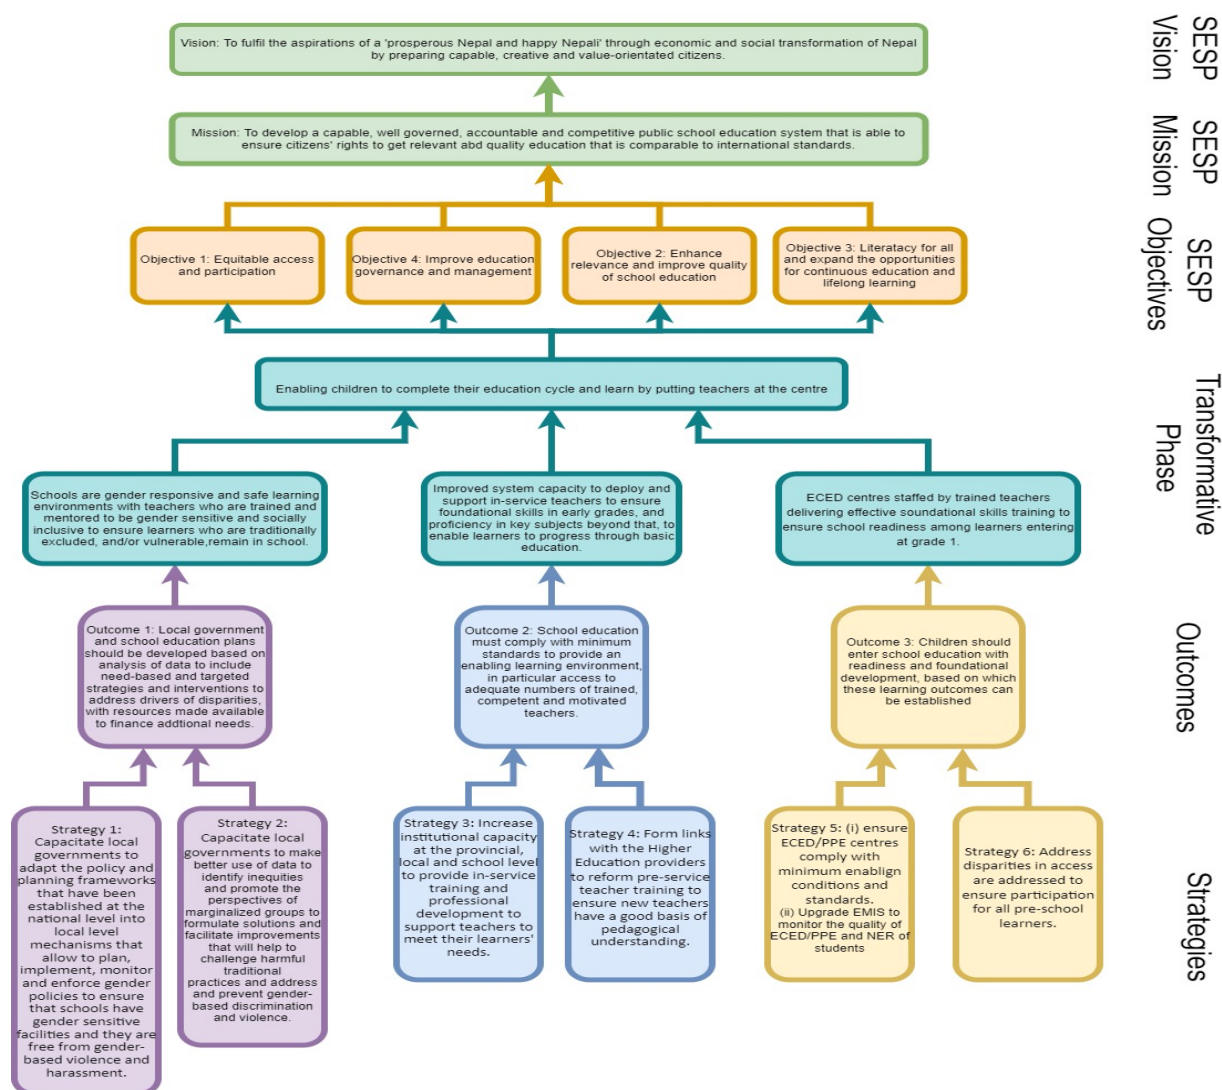 Vision: To fulfil the aspirations of a 'prosperous Nepal and happy Nepali' through economic and social transformation of Nepal
by preparing capable, creative and value-orientated citizens.
SESP
Vision
Mission: To develop a capable, well governed, accountable and competitive public school education system that is able to
ensure citizens' rights to get relevant abd quality education that is comparable to international standards.
SESP
Mission
Objective 1: Equitable access
and participation
Objective 4: Improve education
governance and management
Objective 2: Enhance
relevance and improve quality
of school education
Objective 3: Literatacy for all
and expand the opportunities
for continuous education and
lifelong learning
SESP
Objectives
Enabling children to complete their education cycle and learn by putting teachers at the centre
Transformative
Phase
Schools are gender responsive and safe learning
environments with teachers who are trained and
mentored to be gender sensitive and socially
inclusive to ensure learners who are traditionally
excluded, and/or vulnerable,remain in school.
Improved system capacity to deploy and
support in-service teachers to ensure
foundational skills in early grades, and
proficiency in key subjects beyond that, to
enable learners to progress through basic
education.
ECED centres staffed by trained teachers
delivering effective soundational skills training to
ensure school readiness among learners entering
at grade 1.
Outcome 1: Local government
and school education plans
should be developed based on
analysis of data to include
need-based and targeted
strategies and interventions to
address drivers of disparities,
with resources made available
to finance addtional needs.
Outcome 2: School education
must comply with minimum
standards to provide an
enabling learning environment,
in particular access to
adequate numbers of trained,
competent and motivated
teachers.
Outcome 3: Children should
enter school education with
readiness and foundational
development, based on which
these learning outcomes can
be established
Outcomes
Strategy 1:
Capacitate local
governments to
adapt the policy and
planning frameworks
that have been
established at the
national level into
local level
mechanisms that
allow to plan,
implement, monitor
and enforce gender
policies to ensure
that schools have
gender sensitive
facilities and they are
free from gender-
based violence and
harassment.
Strategy 2:
Capacitate local
governments to make
better use of data to
identify inequities
and promote the
perspectives of
marginalized groups to
formulate solutions and
facilitate improvements
that will help to
challenge harmful
traditional
practices and address
and prevent gender-
based discrimination
and violence.
Strategy 3: Increase
institutional capacity
at the provincial,
local and school level
to provide in-service
training and
professional
development to
support teachers to
meet their learners'
needs.
Strategy 4: Form links
with the Higher
Education providers
to reform pre-service
teacher training to
ensure new teachers
have a good basis of
pedagogical
understanding.
Strategy 5: (i) ensure
ECED/PPE centres
comply with
minimum enablign
conditions and
standards.
(ii) Upgrade EMIS to
monitor the quality of
ECED/PPE and NER of
students
Strategy 6: Address
disparities in access
are addressed to
ensure participation
for all pre-school
learners.
Strategies